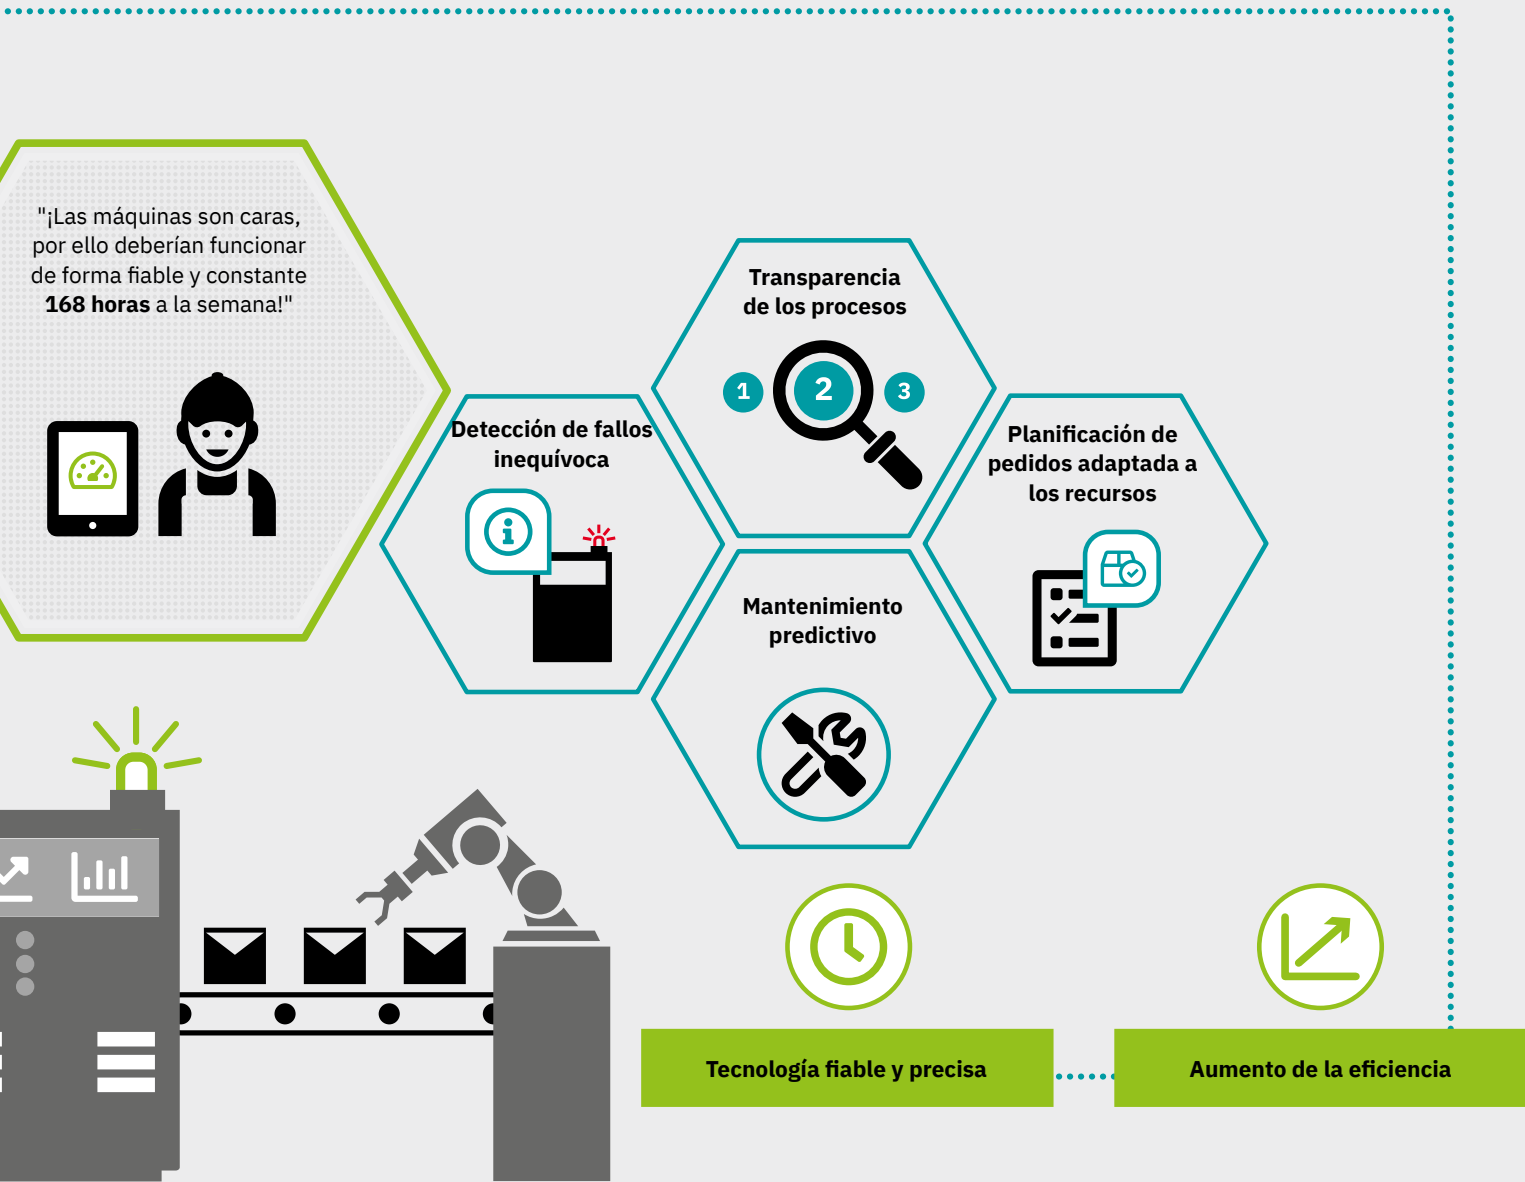 "¡Las máquinas son caras,
por ello deberían funcionar
de forma fiable y constante
168 horas a la semana!"
Transparencia
de los procesos
1 2 3
Detección de fallos
inequívoca
Planificación de
pedidos adaptada a
los recursos
Mantenimiento
predictivo
Tecnología fiable y precisa
Aumento de la eficiencia